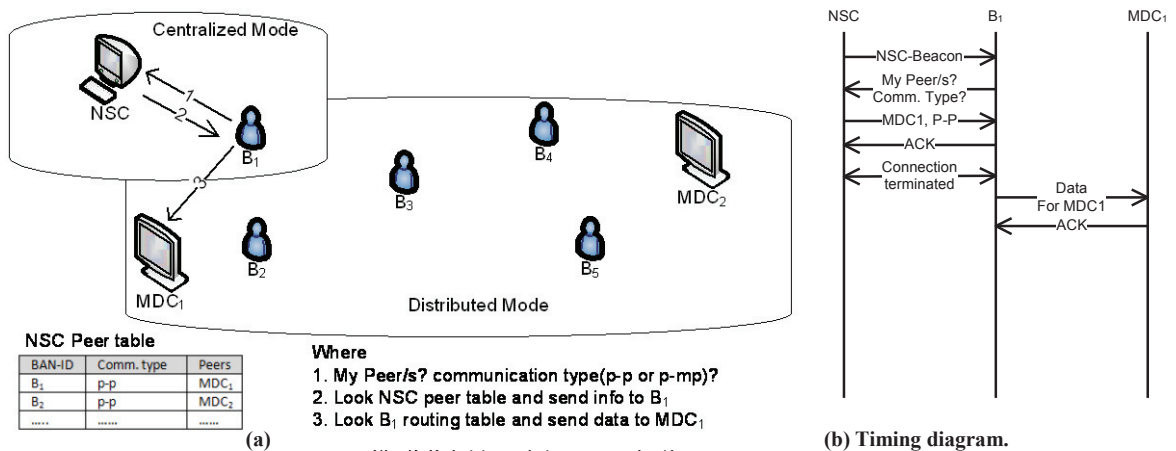 Centralized Mode
NSC
1
2
B₁
3
B₄
B₃
MDC₂
B₂
B₅
MDC₁
Distributed Mode
NSC Peer table
BAN-ID Comm. type Peers
B₁ p-p MDC₁
B₂ p-p MDC₂
..... ...... .....
Where
1. My Peer/s? communication type(p-p or p-mp)?
2. Look NSC peer table and send info to B₁
3. Look B₁ routing table and send data to MDC₁
(a)
NSC B₁ MDC₁
NSC-Beacon
My Peer/s?
Comm. Type?
MDC1, P-P
ACK
Connection
terminated
Data
For MDC1
ACK
(b) Timing diagram.